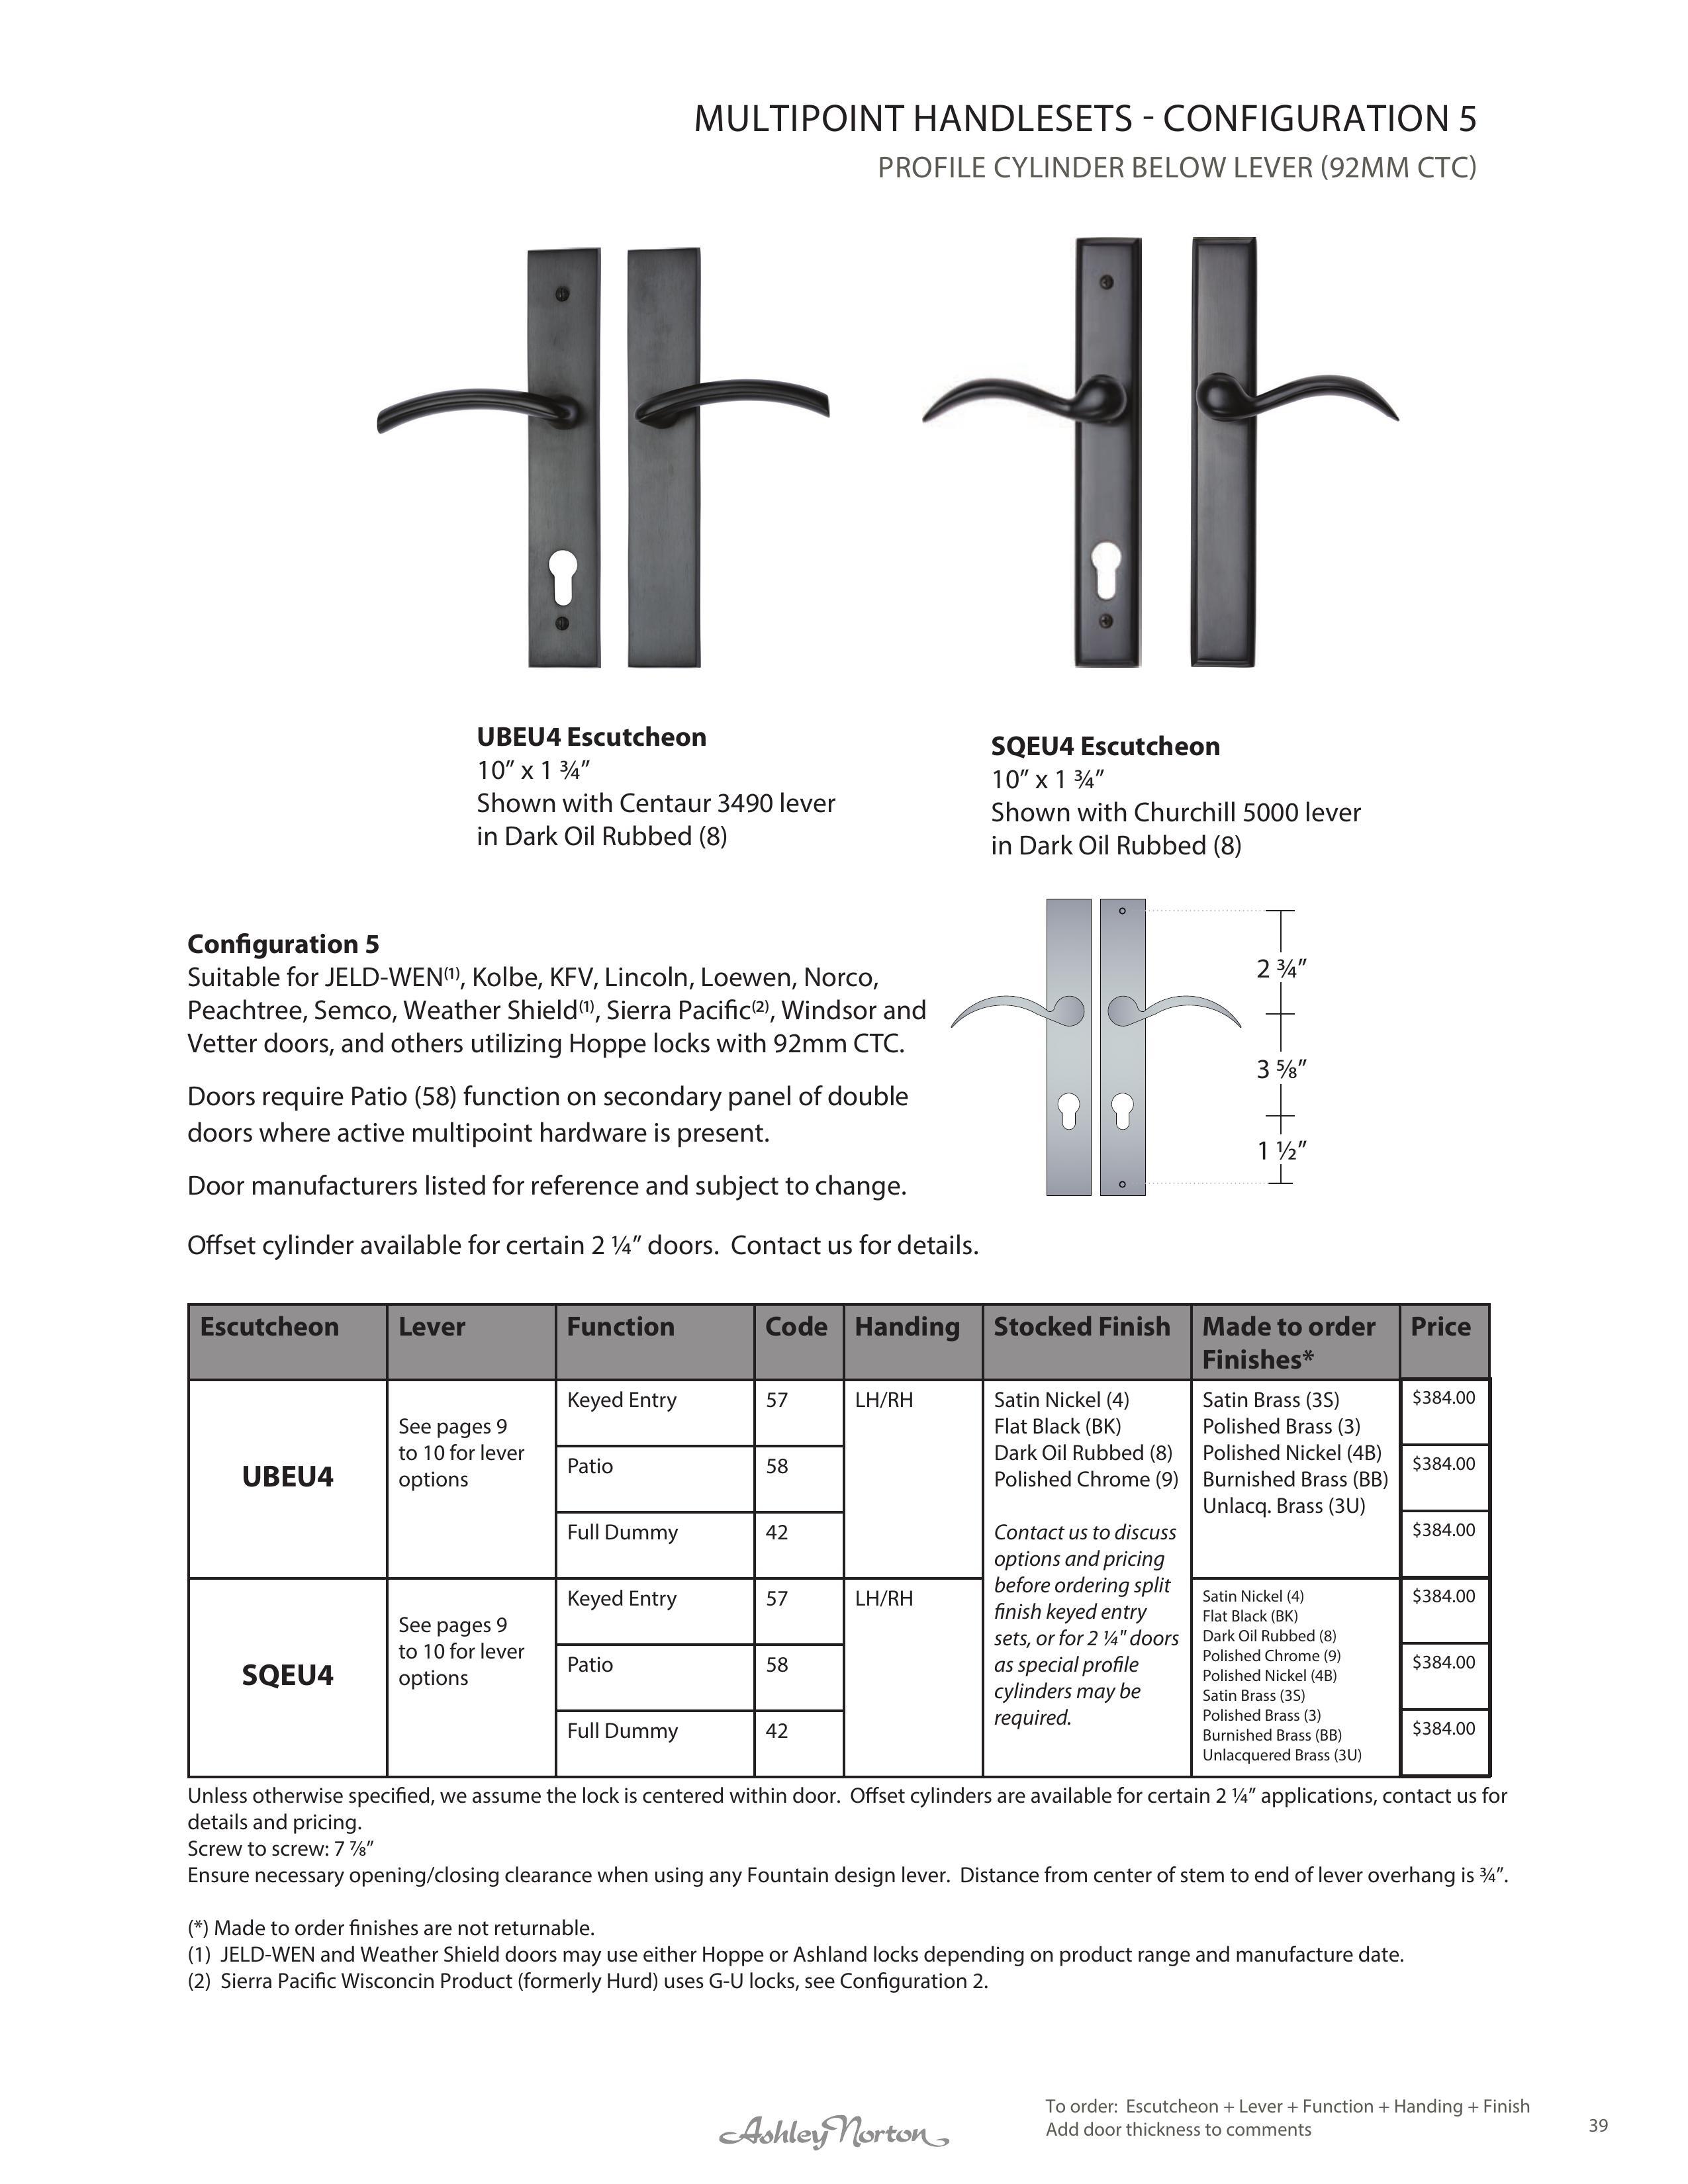 MULTIPOINT HANDLESETS - CONFIGURATION 5
PROFILE CYLINDER BELOW LEVER (92MM CTC)
UBEU4 Escutcheon
10” x 1 ¾”
Shown with Centaur 3490 lever
in Dark Oil Rubbed (8)
SQEU4 Escutcheon
10” x 1 ¾”
Shown with Churchill 5000 lever
in Dark Oil Rubbed (8)
Configuration 5
Suitable for JELD-WEN(1), Kolbe, KFV, Lincoln, Loewen, Norco,
Peachtree, Semco, Weather Shield(1), Sierra Pacific(2), Windsor and
Vetter doors, and others utilizing Hoppe locks with 92mm CTC.
Doors require Patio (58) function on secondary panel of double
doors where active multipoint hardware is present.
Door manufacturers listed for reference and subject to change.
Offset cylinder available for certain 2 ¼” doors.  Contact us for details.
2 ¾”
3 ⅝”
1 ½”
Escutcheon Lever Function Code Handing Stocked Finish Made to order Price
Finishes*
UBEU4
See pages 9
to 10 for lever
options
Keyed Entry 57 LH/RH
Patio 58
Full Dummy 42
Satin Nickel (4)
Flat Black (BK)
Dark Oil Rubbed (8)
Polished Chrome (9)
Contact us to discuss
options and pricing
before ordering split
finish keyed entry
sets, or for 2 ¼" doors
as special profile
cylinders may be
required.
Satin Brass (3S)
Polished Brass (3)
Polished Nickel (4B)
Burnished Brass (BB)
Unlacq. Brass (3U)
$384.00
$384.00
$384.00
SQEU4
See pages 9
to 10 for lever
options
Keyed Entry 57 LH/RH
Patio 58
Full Dummy 42
Satin Nickel (4)
Flat Black (BK)
Dark Oil Rubbed (8)
Polished Chrome (9)
Polished Nickel (4B)
Satin Brass (3S)
Polished Brass (3)
Burnished Brass (BB)
Unlacquered Brass (3U)
$384.00
$384.00
$384.00
Unless otherwise specified, we assume the lock is centered within door.  Offset cylinders are available for certain 2 ¼” applications, contact us for
details and pricing.
Screw to screw: 7 ⅞”
Ensure necessary opening/closing clearance when using any Fountain design lever.  Distance from center of stem to end of lever overhang is ¾”.
(*) Made to order finishes are not returnable.
(1)  JELD-WEN and Weather Shield doors may use either Hoppe or Ashland locks depending on product range and manufacture date.
(2)  Sierra Pacific Wisconcin Product (formerly Hurd) uses G-U locks, see Configuration 2.
Ashley Norton
To order:  Escutcheon + Lever + Function + Handing + Finish
Add door thickness to comments
39